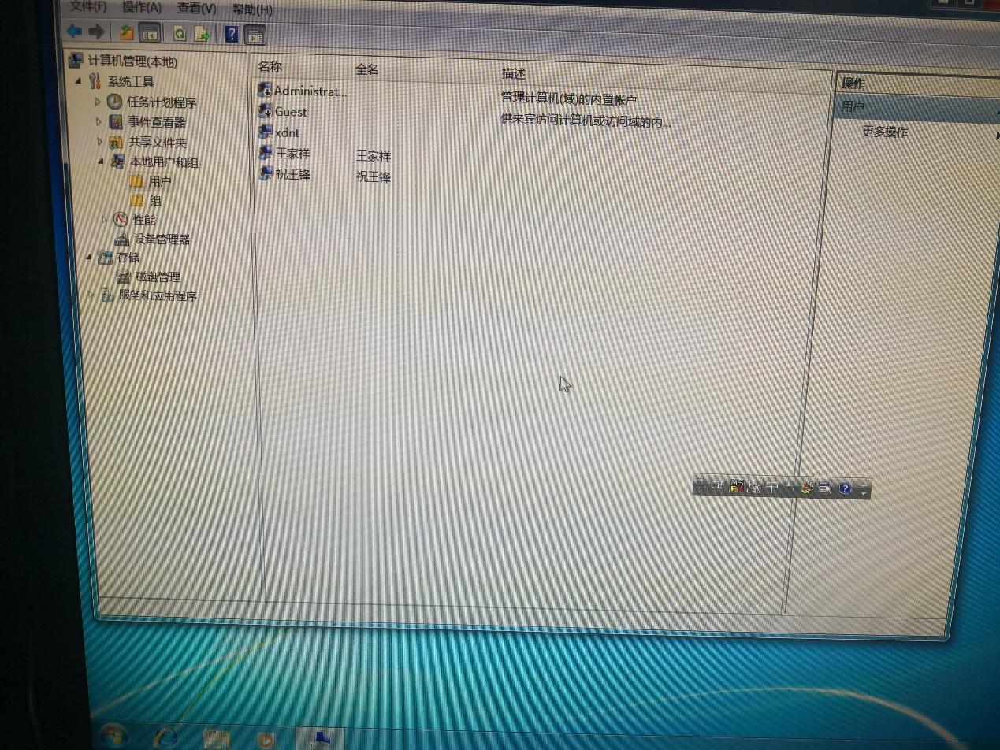 文件(F) 操作(A) 查看(V) 帮助(H)
计算机管理(本地)
系统工具
任务计划程序
事件查看器
共享文件夹
本地用户和组
用户
组
性能
设备管理器
存储
磁盘管理
服务和应用程序
名称 全名 描述
Administrat... 管理计算机(域)的内置帐户
Guest 供来宾访问计算机或访问域的内...
xdnt
王家祥 王家祥
祝王锋 祝王锋
操作
用户
更多操作
CH